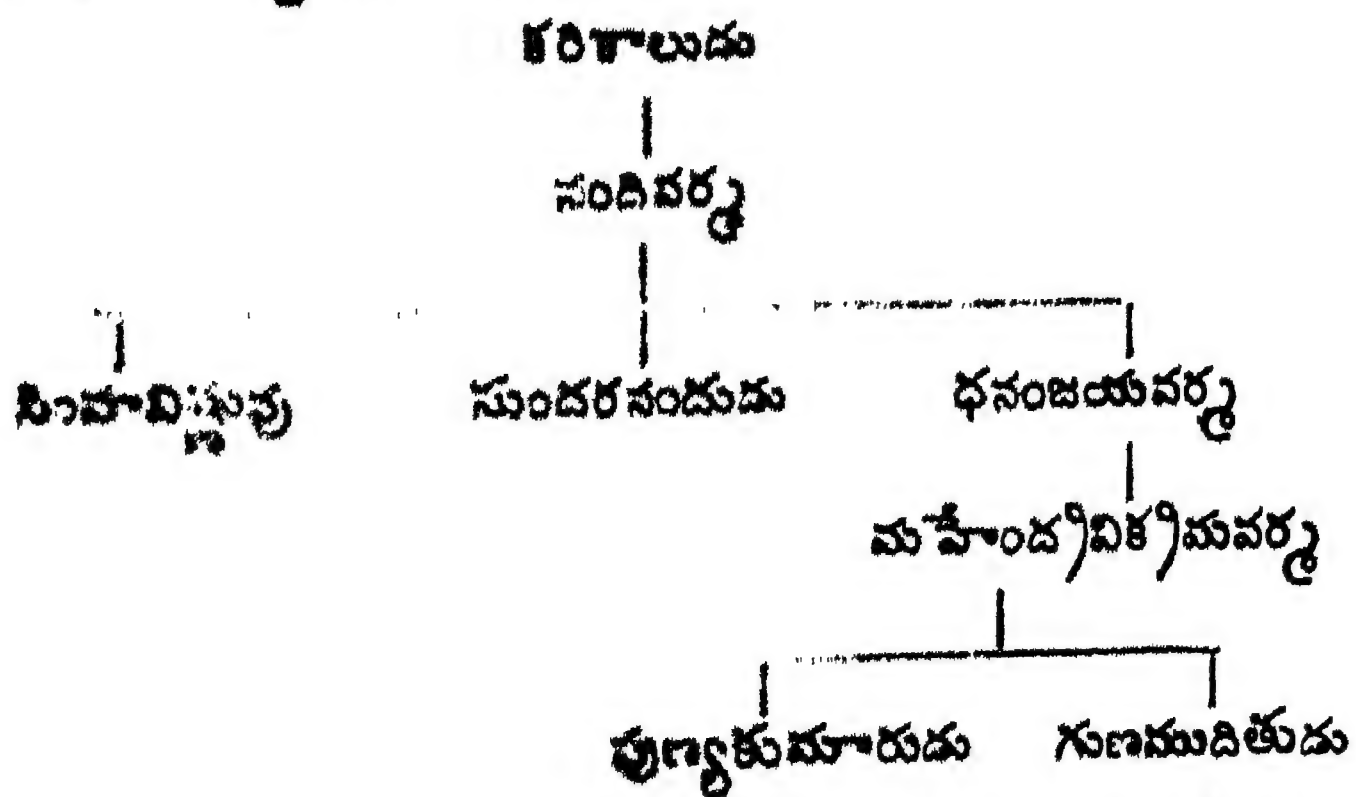 కరికాలుడు
నందివర్మ
సింహవిష్ణువు సుందరనందుడు ధనంజయవర్మ
మహేంద్రవిక్రమవర్మ
పుణ్యకుమారుడు గుణముదితుడు